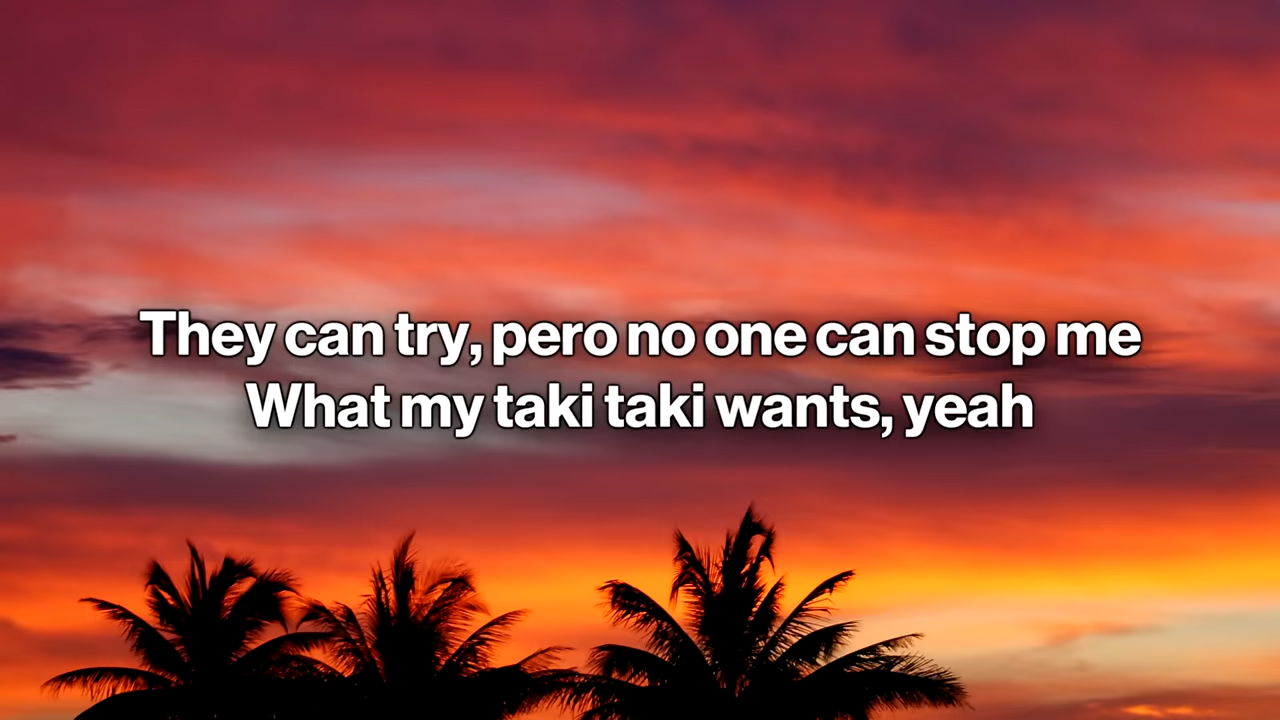 They can try, pero no one can stop me
What my taki taki wants, yeah